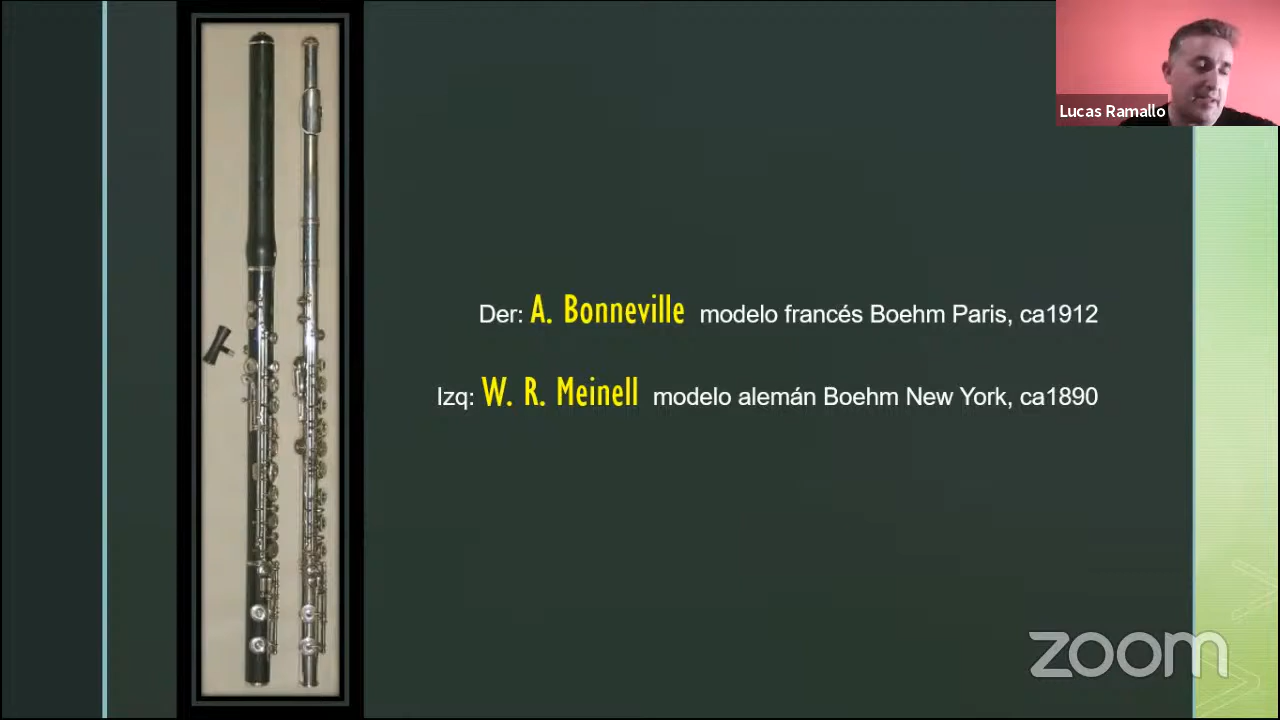 Lucas Ramallo
Der: A. Bonneville modelo francés Boehm Paris, ca1912
Izq: W. R. Meinell modelo alemán Boehm New York, ca1890
zoom